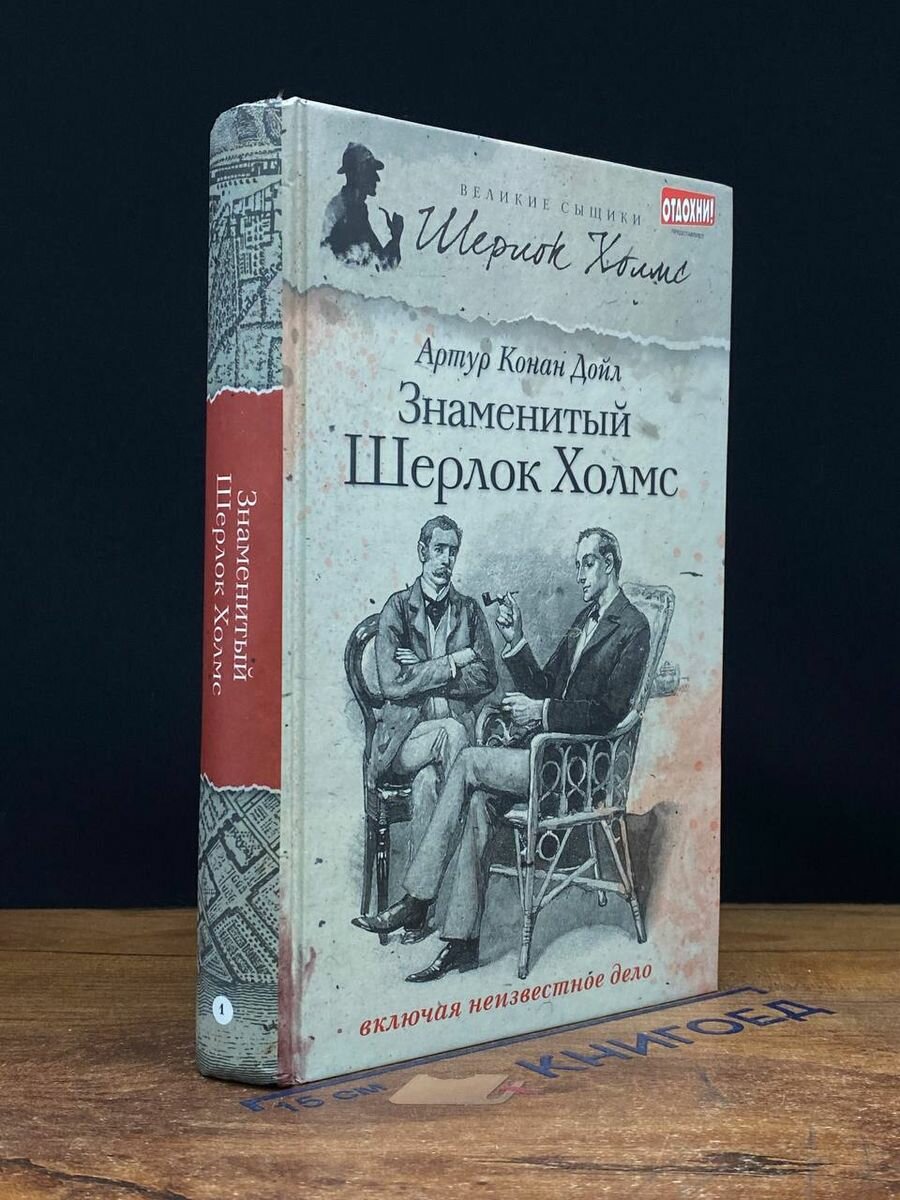 ВЕЛИКИЕ СЫЩИКИ
Шерлок Холмс
ОТДОХНИ!
ПРЕДСТАВЛЯЕТ
Артур Конан Дойл
Знаменитый
Шерлок Холмс
включая неизвестное дело
Знаменитый
Шерлок Холмс
1
15 СМ
КНИГОЕД